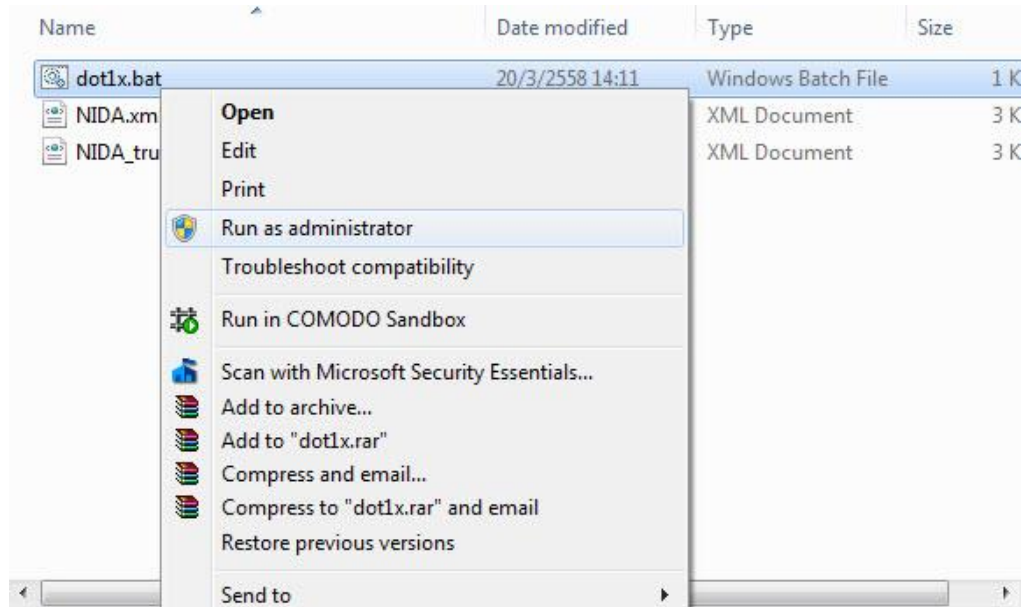 Name Date modified Type Size
dot1x.bat 20/3/2558 14:11 Windows Batch File 1 K
NIDA.xm XML Document 3 K
NIDA_tru XML Document 3 K
Open
Edit
Print
Run as administrator
Troubleshoot compatibility
Run in COMODO Sandbox
Scan with Microsoft Security Essentials...
Add to archive...
Add to "dot1x.rar"
Compress and email...
Compress to "dot1x.rar" and email
Restore previous versions
Send to